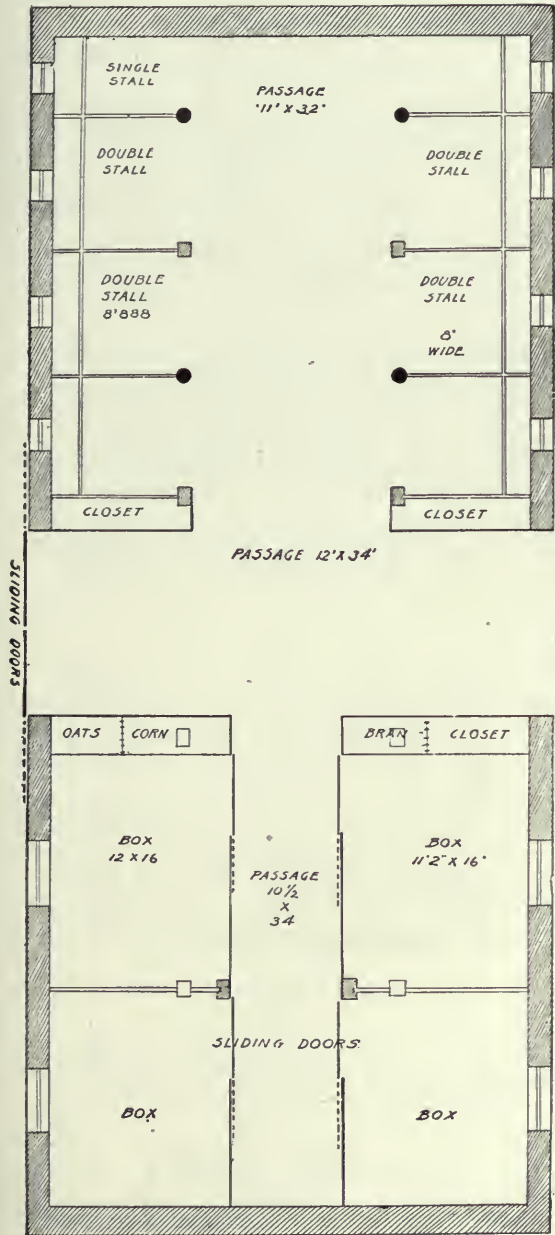 SINGLE
STALL
PASSAGE
'11' X 32'
DOUBLE
STALL
DOUBLE
STALL
DOUBLE
STALL
8'888
DOUBLE
STALL
8'
WIDE
CLOSET
CLOSET
PASSAGE 12' X 34'
SLIDING DOORS
OATS
CORN
BRAN
CLOSET
BOX
12 X 16
PASSAGE
10 1/2
X
34
BOX
11'2" X 16'
SLIDING DOORS
BOX
BOX